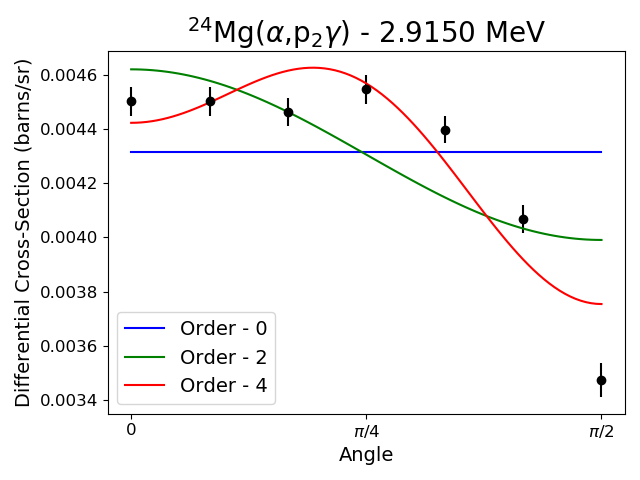 ²⁴Mg(α,p₂γ) - 2.9150 MeV
Differential Cross-Section (barns/sr)
0.0046
0.0044
0.0042
0.0040
0.0038
0.0036
0.0034
Order - 0
Order - 2
Order - 4
0 π/4 π/2
Angle